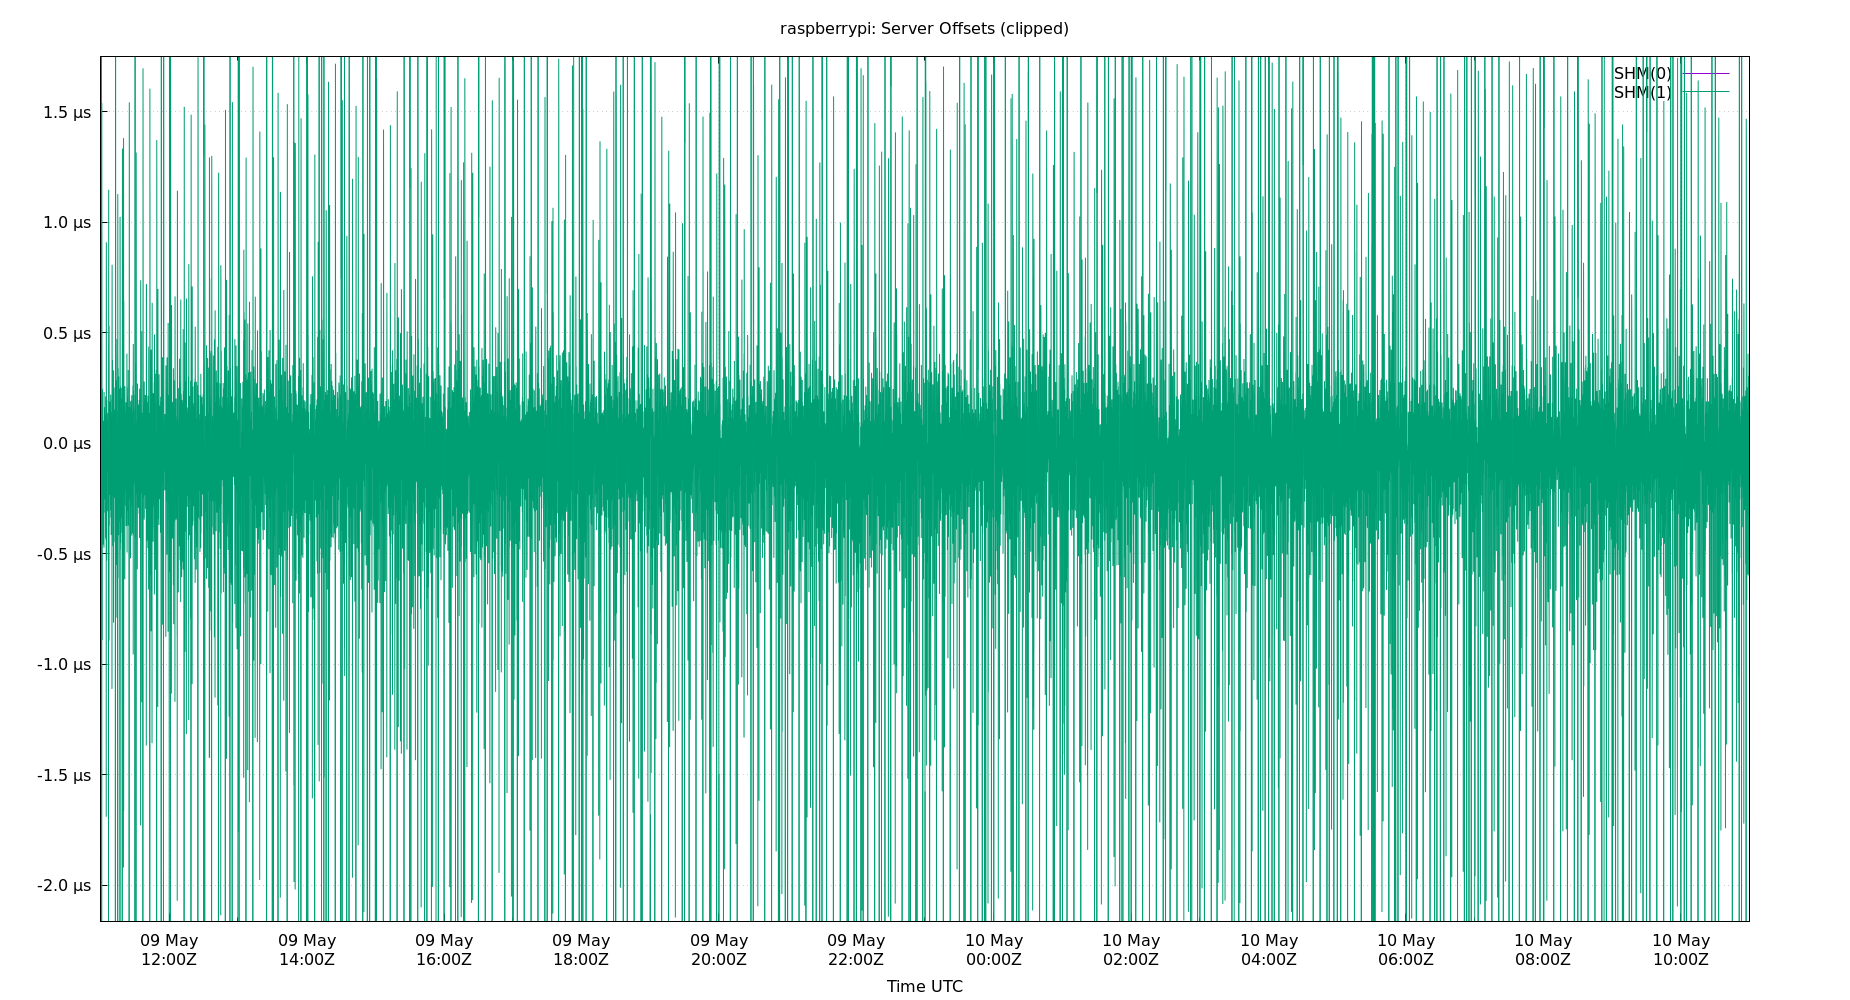 raspberrypi: Server Offsets (clipped)
SHM(0)
SHM(1)
1.5 µs
1.0 µs
0.5 µs
0.0 µs
-0.5 µs
-1.0 µs
-1.5 µs
-2.0 µs
09 May 09 May 09 May 09 May 09 May 09 May 10 May 10 May 10 May 10 May 10 May 10 May
12:00Z 14:00Z 16:00Z 18:00Z 20:00Z 22:00Z 00:00Z 02:00Z 04:00Z 06:00Z 08:00Z 10:00Z
Time UTC